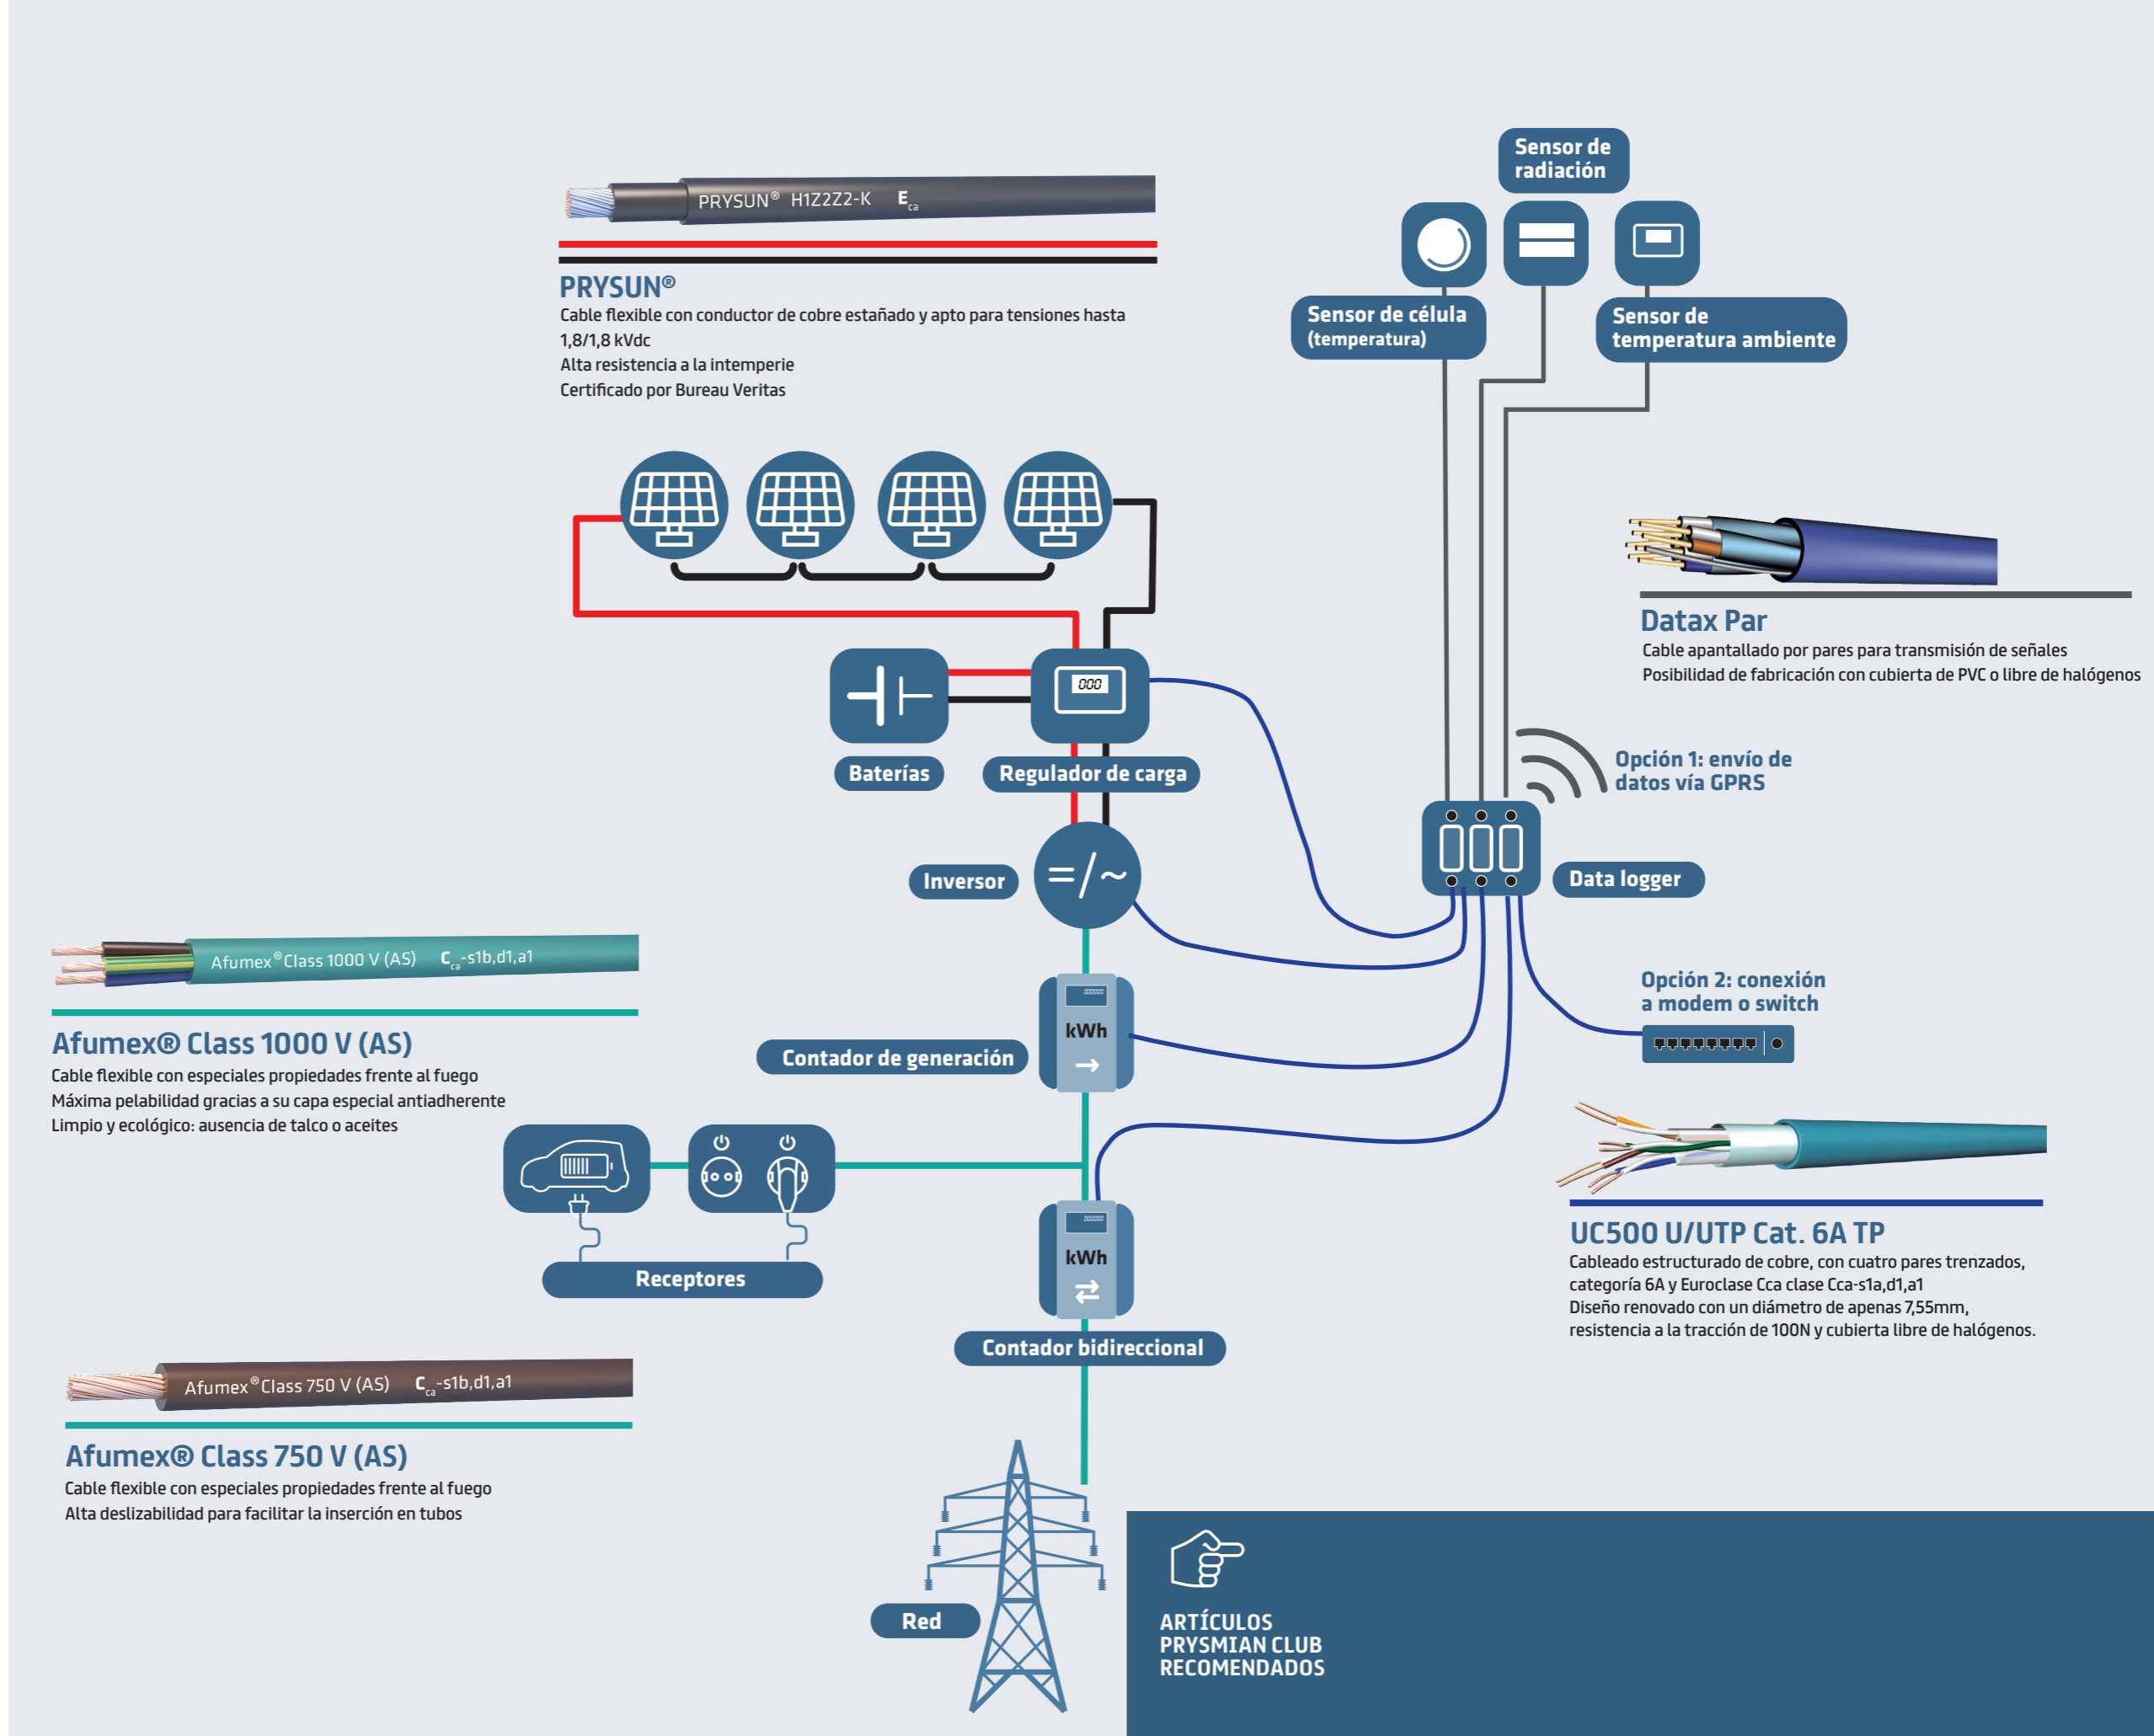 PRYSUN® H1Z2Z2-K Eca
PRYSUN®
Cable flexible con conductor de cobre estañado y apto para tensiones hasta
1,8/1,8 kVdc
Alta resistencia a la intemperie
Certificado por Bureau Veritas
Sensor de
radiación
Sensor de célula
(temperatura)
Sensor de
temperatura ambiente
Datax Par
Cable apantallado por pares para transmisión de señales
Posibilidad de fabricación con cubierta de PVC o libre de halógenos
000
Baterías
Regulador de carga
Opción 1: envío de
datos vía GPRS
Inversor
=/~
Data logger
Afumex® Class 1000 V (AS) Cca-s1b,d1,a1
Afumex® Class 1000 V (AS)
Cable flexible con especiales propiedades frente al fuego
Máxima pelabilidad gracias a su capa especial antiadherente
Limpio y ecológico: ausencia de talco o aceites
000000
kWh
→
Contador de generación
Opción 2: conexión
a modem o switch
Receptores
000000
kWh
⇄
Contador bidireccional
UC500 U/UTP Cat. 6A TP
Cableado estructurado de cobre, con cuatro pares trenzados,
categoría 6A y Euroclase Cca clase Cca-s1a,d1,a1
Diseño renovado con un diámetro de apenas 7,55mm,
resistencia a la tracción de 100N y cubierta libre de halógenos.
Afumex® Class 750 V (AS) Cca-s1b,d1,a1
Afumex® Class 750 V (AS)
Cable flexible con especiales propiedades frente al fuego
Alta deslizabilidad para facilitar la inserción en tubos
Red
ARTÍCULOS
PRYSMIAN CLUB
RECOMENDADOS